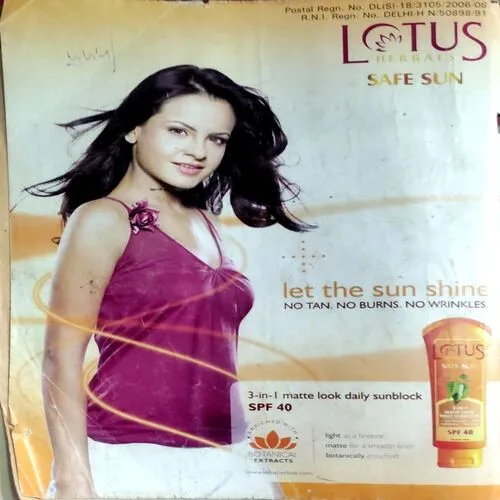 Postal Regn. No. DL(S)-18/3105/2006-08
R.N.I. Regn. No. DELHI-H N/50898/91
LOTUS
HERBALS
SAFE SUN
let the sun shine
NO TAN. NO BURNS. NO WRINKLES.
LOTUS
SAFE SUN
3-in-1 matte look daily sunblock
SPF 40
SPF 40
ENRICHED WITH
BOTANICAL
EXTRACTS
light as a breeze
matte for a smooth finish
botanically enriched